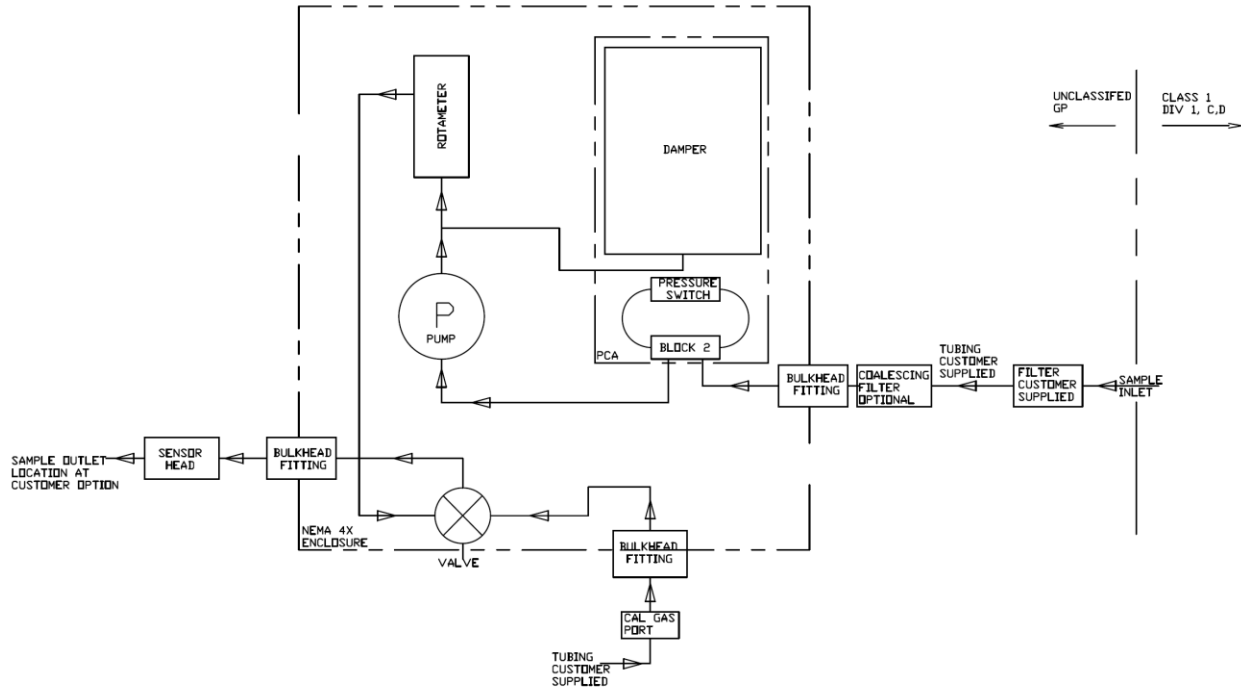 UNCLASSIFED
GP
CLASS 1
DIV 1, C,D
ROTAMETER
DAMPER
PRESSURE
SWITCH
P
PUMP
BLOCK 2
PCA
BULKHEAD
FITTING
COALESCING
FILTER
OPTIONAL
TUBING
CUSTOMER
SUPPLIED
FILTER
CUSTOMER
SUPPLIED
SAMPLE
INLET
SAMPLE OUTLET
LOCATION AT
CUSTOMER OPTION
SENSOR
HEAD
BULKHEAD
FITTING
NEMA 4X
ENCLOSURE
VALVE
BULKHEAD
FITTING
CAL GAS
PORT
TUBING
CUSTOMER
SUPPLIED